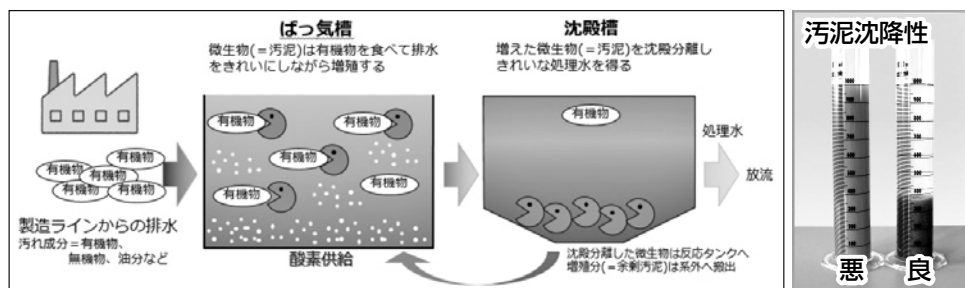 ばっ気槽
微生物(＝汚泥)は有機物を食べて排水
をきれいにしながら増殖する
沈殿槽
増えた微生物(＝汚泥)を沈殿分離し
きれいな処理水を得る
有機物
有機物
有機物
有機物
有機物
製造ラインからの排水
汚れ成分＝有機物、
無機物、油分など
有機物
有機物
有機物
有機物
有機物
酸素供給
有機物
処理水
放流
沈殿分離した微生物は反応タンクへ
増殖分(＝余剰汚泥)は系外へ搬出
汚泥沈降性
悪
良